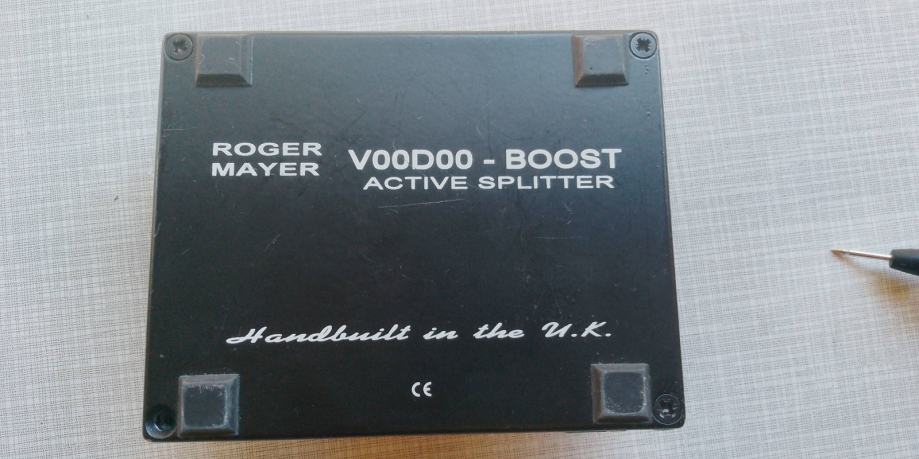 ROGER
MAYER
V00D00 - BOOST
ACTIVE SPLITTER
Handbuilt in the U.K.
CE